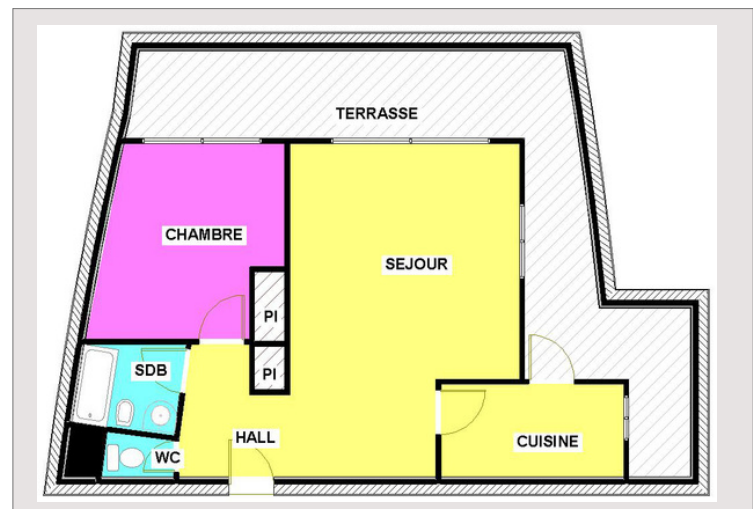 TERRASSE
CHAMBRE
SEJOUR
PI
SDB
PI
HALL
WC
CUISINE